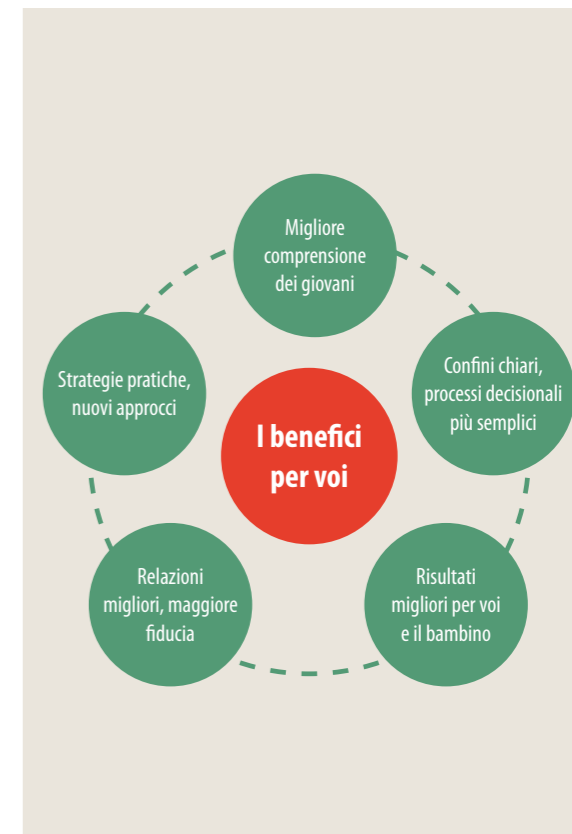 Migliore
comprensione
dei giovani
Confini chiari,
processi decisionali
più semplici
Risultati
migliori per voi
e il bambino
Relazioni
migliori, maggiore
fiducia
Strategie pratiche,
nuovi approcci
I benefici
per voi